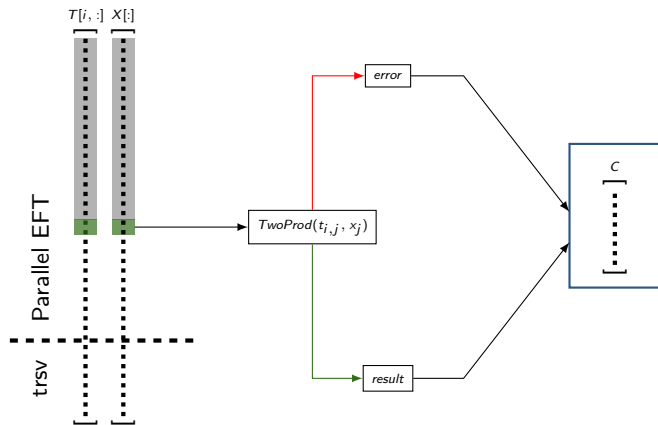 T[i, :] X[:]
error
C
TwoProd(t_{i,j}, x_j)
Parallel EFT
trsv
result